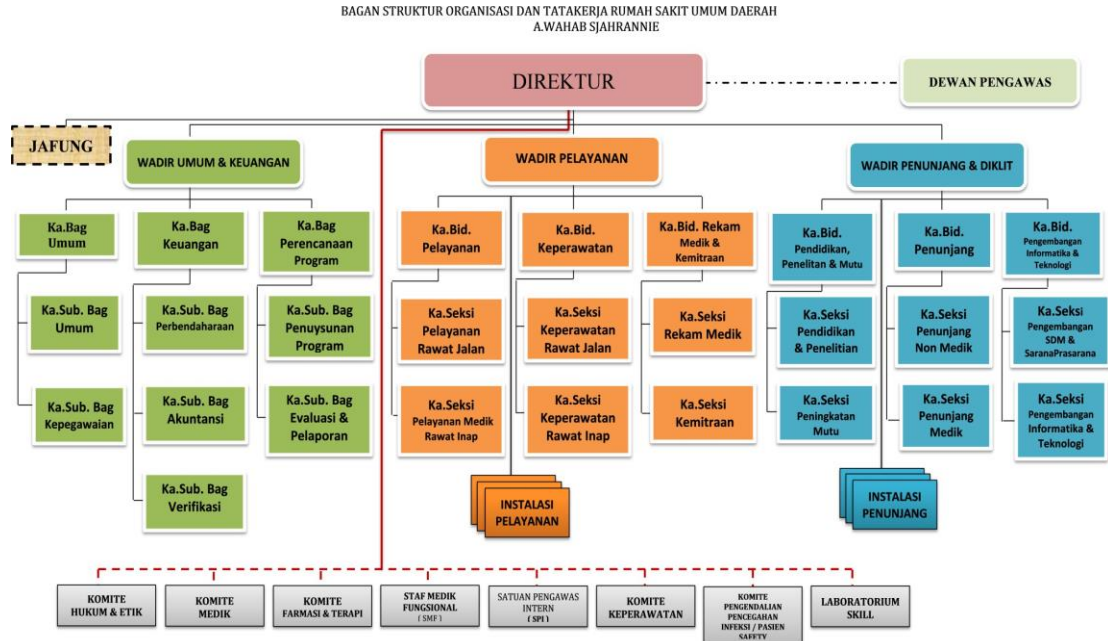 BAGAN STRUKTUR ORGANISASI DAN TATAKERJA RUMAH SAKIT UMUM DAERAH
A.WAHAB SJAHRANNIE
DIREKTUR
DEWAN PENGAWAS
JAFUNG
WADIR UMUM & KEUANGAN
WADIR PELAYANAN
WADIR PENUNJANG & DIKLIT
Ka.Bag
Umum
Ka.Bag
Keuangan
Ka.Bag
Perencanaan
Program
Ka.Bid.
Pelayanan
Ka.Bid.
Keperawatan
Ka.Bid. Rekam
Medik &
Kemitraan
Ka.Bid.
Pendidikan,
Penelitan & Mutu
Ka.Bid.
Penunjang
Ka.Bid.
Pengembangan
Informatika &
Teknologi
Ka.Sub. Bag
Umum
Ka.Sub. Bag
Perbendaharaan
Ka.Sub. Bag
Penuysunan
Program
Ka.Seksi
Pelayanan
Rawat Jalan
Ka.Seksi
Keperawatan
Rawat Jalan
Ka.Seksi
Rekam Medik
Ka.Seksi
Pendidikan
& Penelitian
Ka.Seksi
Penunjang
Non Medik
Ka.Seksi
Pengembangan
SDM &
SaranaPrasarana
Ka.Sub. Bag
Kepegawaian
Ka.Sub. Bag
Akuntansi
Ka.Sub. Bag
Evaluasi &
Pelaporan
Ka.Seksi
Pelayanan Medik
Rawat Inap
Ka.Seksi
Keperawatan
Rawat Inap
Ka.Seksi
Kemitraan
Ka.Seksi
Peningkatan
Mutu
Ka.Seksi
Penunjang
Medik
Ka.Seksi
Pengembangan
Informatika &
Teknologi
Ka.Sub. Bag
Verifikasi
INSTALASI
PELAYANAN
INSTALASI
PENUNJANG
KOMITE
HUKUM & ETIK
KOMITE
MEDIK
KOMITE
FARMASI & TERAPI
STAF MEDIK
FUNGSIONAL
( SMF )
SATUAN PENGAWAS
INTERN
( SPI )
KOMITE
KEPERAWATAN
KOMITE
PENGENDALIAN
PENCEGAHAN
INFEKSI / PASIEN
SAFETY
LABORATORIUM
SKILL